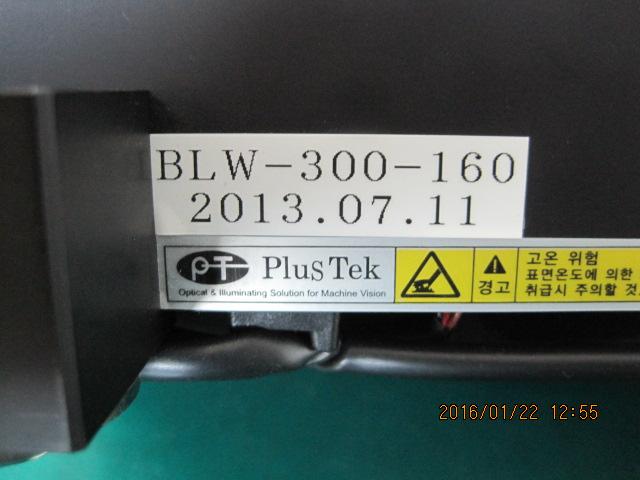 BLW-300-160
2013.07.11
PT PlusTek
Optical & Illuminating Solution for Machine Vision
경고
고온 위험
표면온도에 의한
취급시 주의할 것.
2016/01/22 12:55